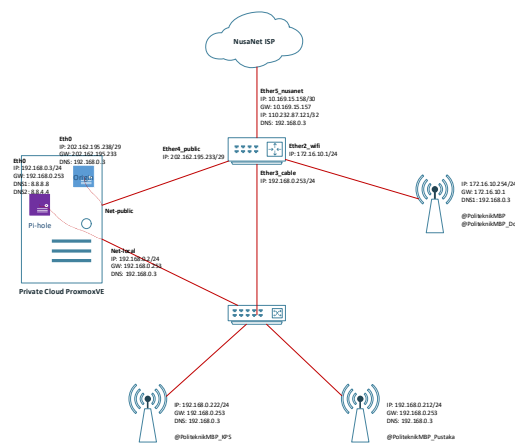 NusaNet ISP
Ether5_nusanet
IP: 10.169.15.158/30
GW: 10.169.15.157
IP: 110.232.87.121/32
DNS: 192.168.0.3
Eth0
IP: 202.162.195.238/29
GW: 202.162.195.233
DNS: 192.168.0.3
Ether4_public
IP: 202.162.195.233/29
Ether2_wifi
IP: 172.16.10.1/24
Eth0
IP: 192.168.0.3/24
GW: 192.168.0.253
DNS1: 8.8.8.8
DNS2: 8.8.4.4
Pi-hole
Ether3_cable
IP: 192.168.0.253/24
IP: 172.16.10.254/24
GW: 172.16.10.1
DNS1: 192.168.0.3
@PoliteknikMBP
Net-public
Net-local
IP: 192.168.0.2/24
GW: 192.168.0.253
DNS: 192.168.0.3
Private Cloud ProxmoxVE
IP: 192.168.0.222/24
GW: 192.168.0.253
DNS: 192.168.0.3
@PoliteknikMBP_KPS
IP: 192.168.0.212/24
GW: 192.168.0.253
DNS: 192.168.0.3
@PoliteknikMBP_Pustaka